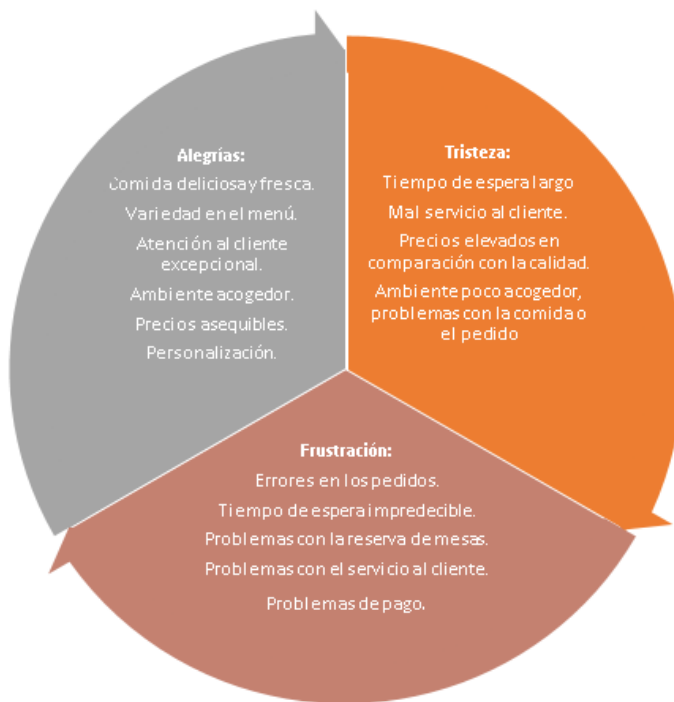 Alegrías:
Comida deliciosa y fresca.
Variedad en el menú.
Atención al cliente
excepcional.
Ambiente acogedor.
Precios asequibles.
Personalización.
Tristeza:
Tiempo de espera largo
Mal servicio al cliente.
Precios elevados en
comparación con la calidad.
Ambiente poco acogedor,
problemas con la comida o
el pedido
Frustración:
Errores en los pedidos.
Tiempo de espera impredecible.
Problemas con la reserva de mesas.
Problemas con el servicio al cliente.
Problemas de pago.